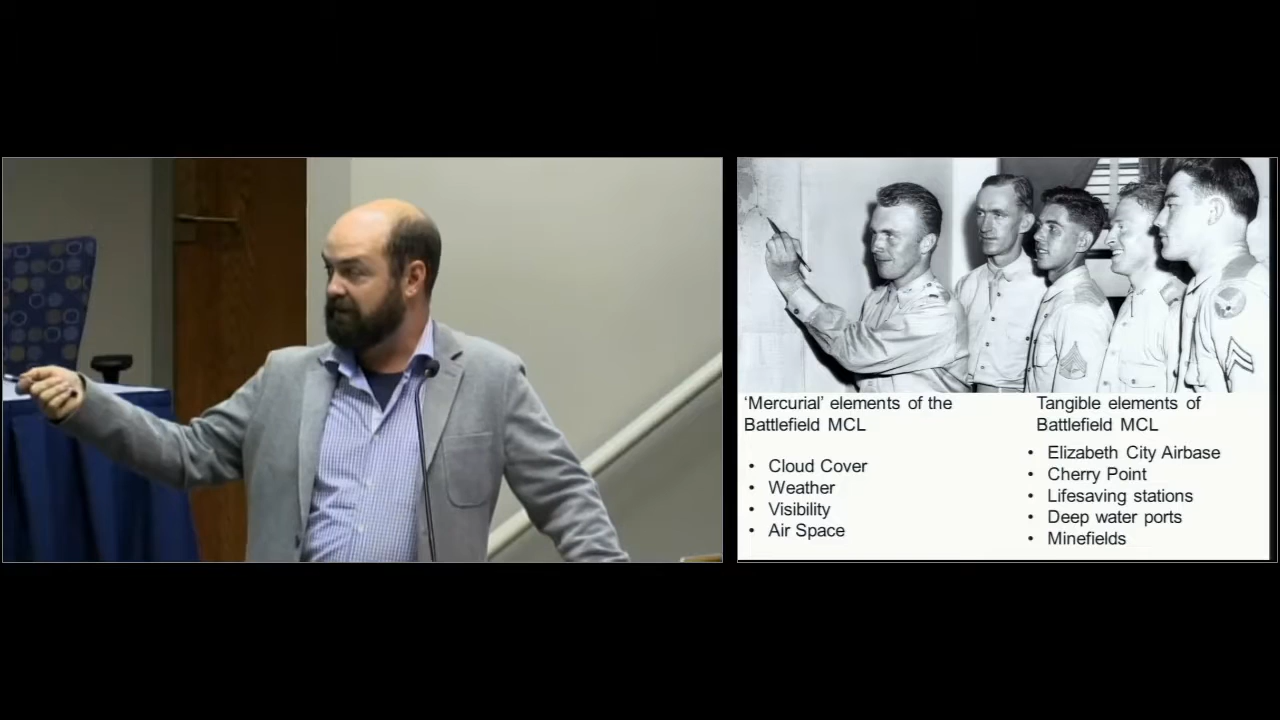 ‘Mercurial’ elements of the
Battlefield MCL
• Cloud Cover
• Weather
• Visibility
• Air Space
Tangible elements of
Battlefield MCL
• Elizabeth City Airbase
• Cherry Point
• Lifesaving stations
• Deep water ports
• Minefields